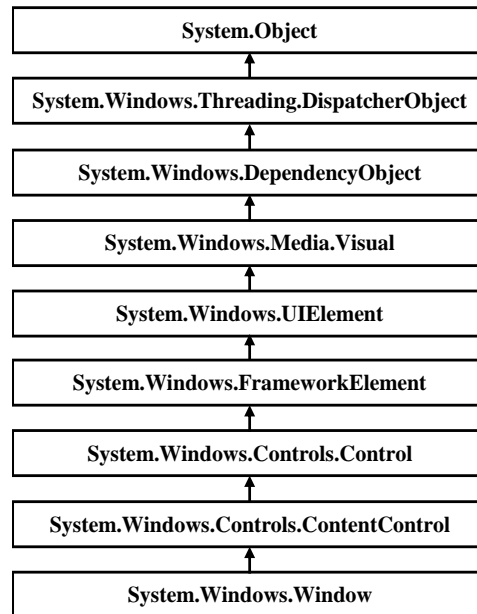 System.Object
System.Windows.Threading.DispatcherObject
System.Windows.DependencyObject
System.Windows.Media.Visual
System.Windows.UIElement
System.Windows.FrameworkElement
System.Windows.Controls.Control
System.Windows.Controls.ContentControl
System.Windows.Window